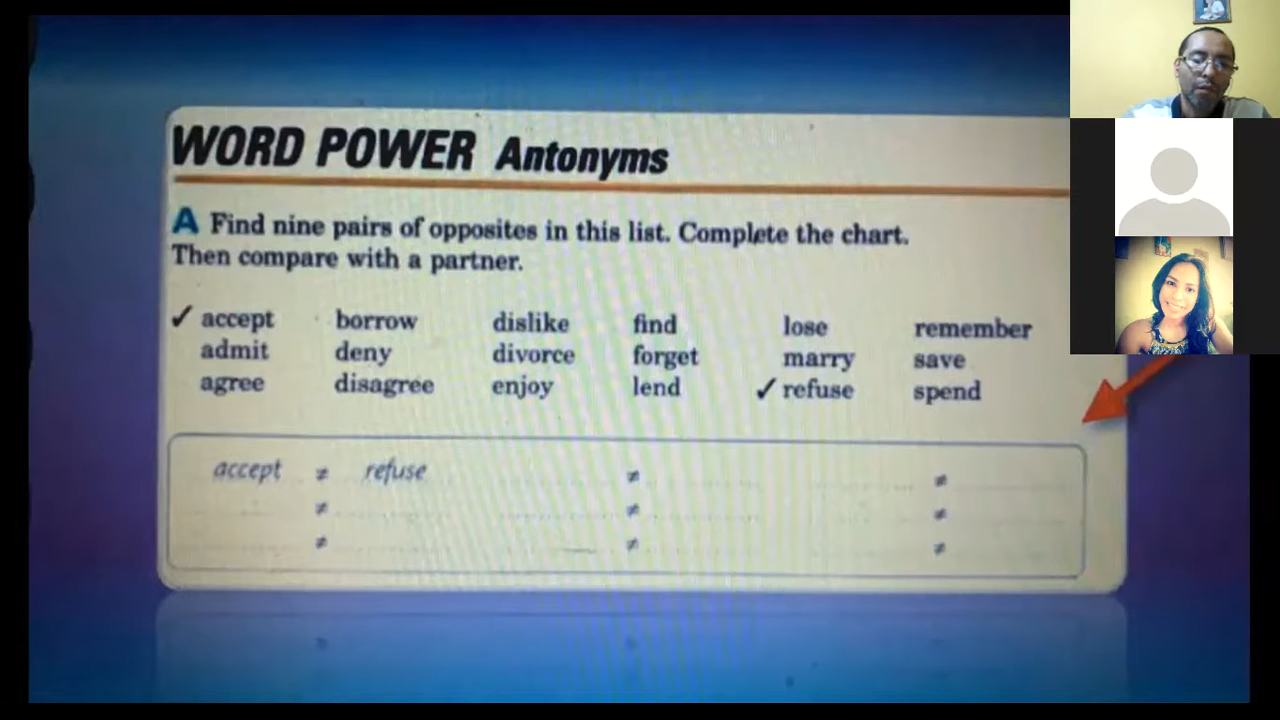 WORD POWER Antonyms
A Find nine pairs of opposites in this list. Complete the chart.
Then compare with a partner.
✓ accept borrow dislike find lose remember
admit deny divorce forget marry save
agree disagree enjoy lend ✓ refuse spend
accept ≠ refuse ≠ ≠
≠ ≠ ≠
≠ ≠ ≠